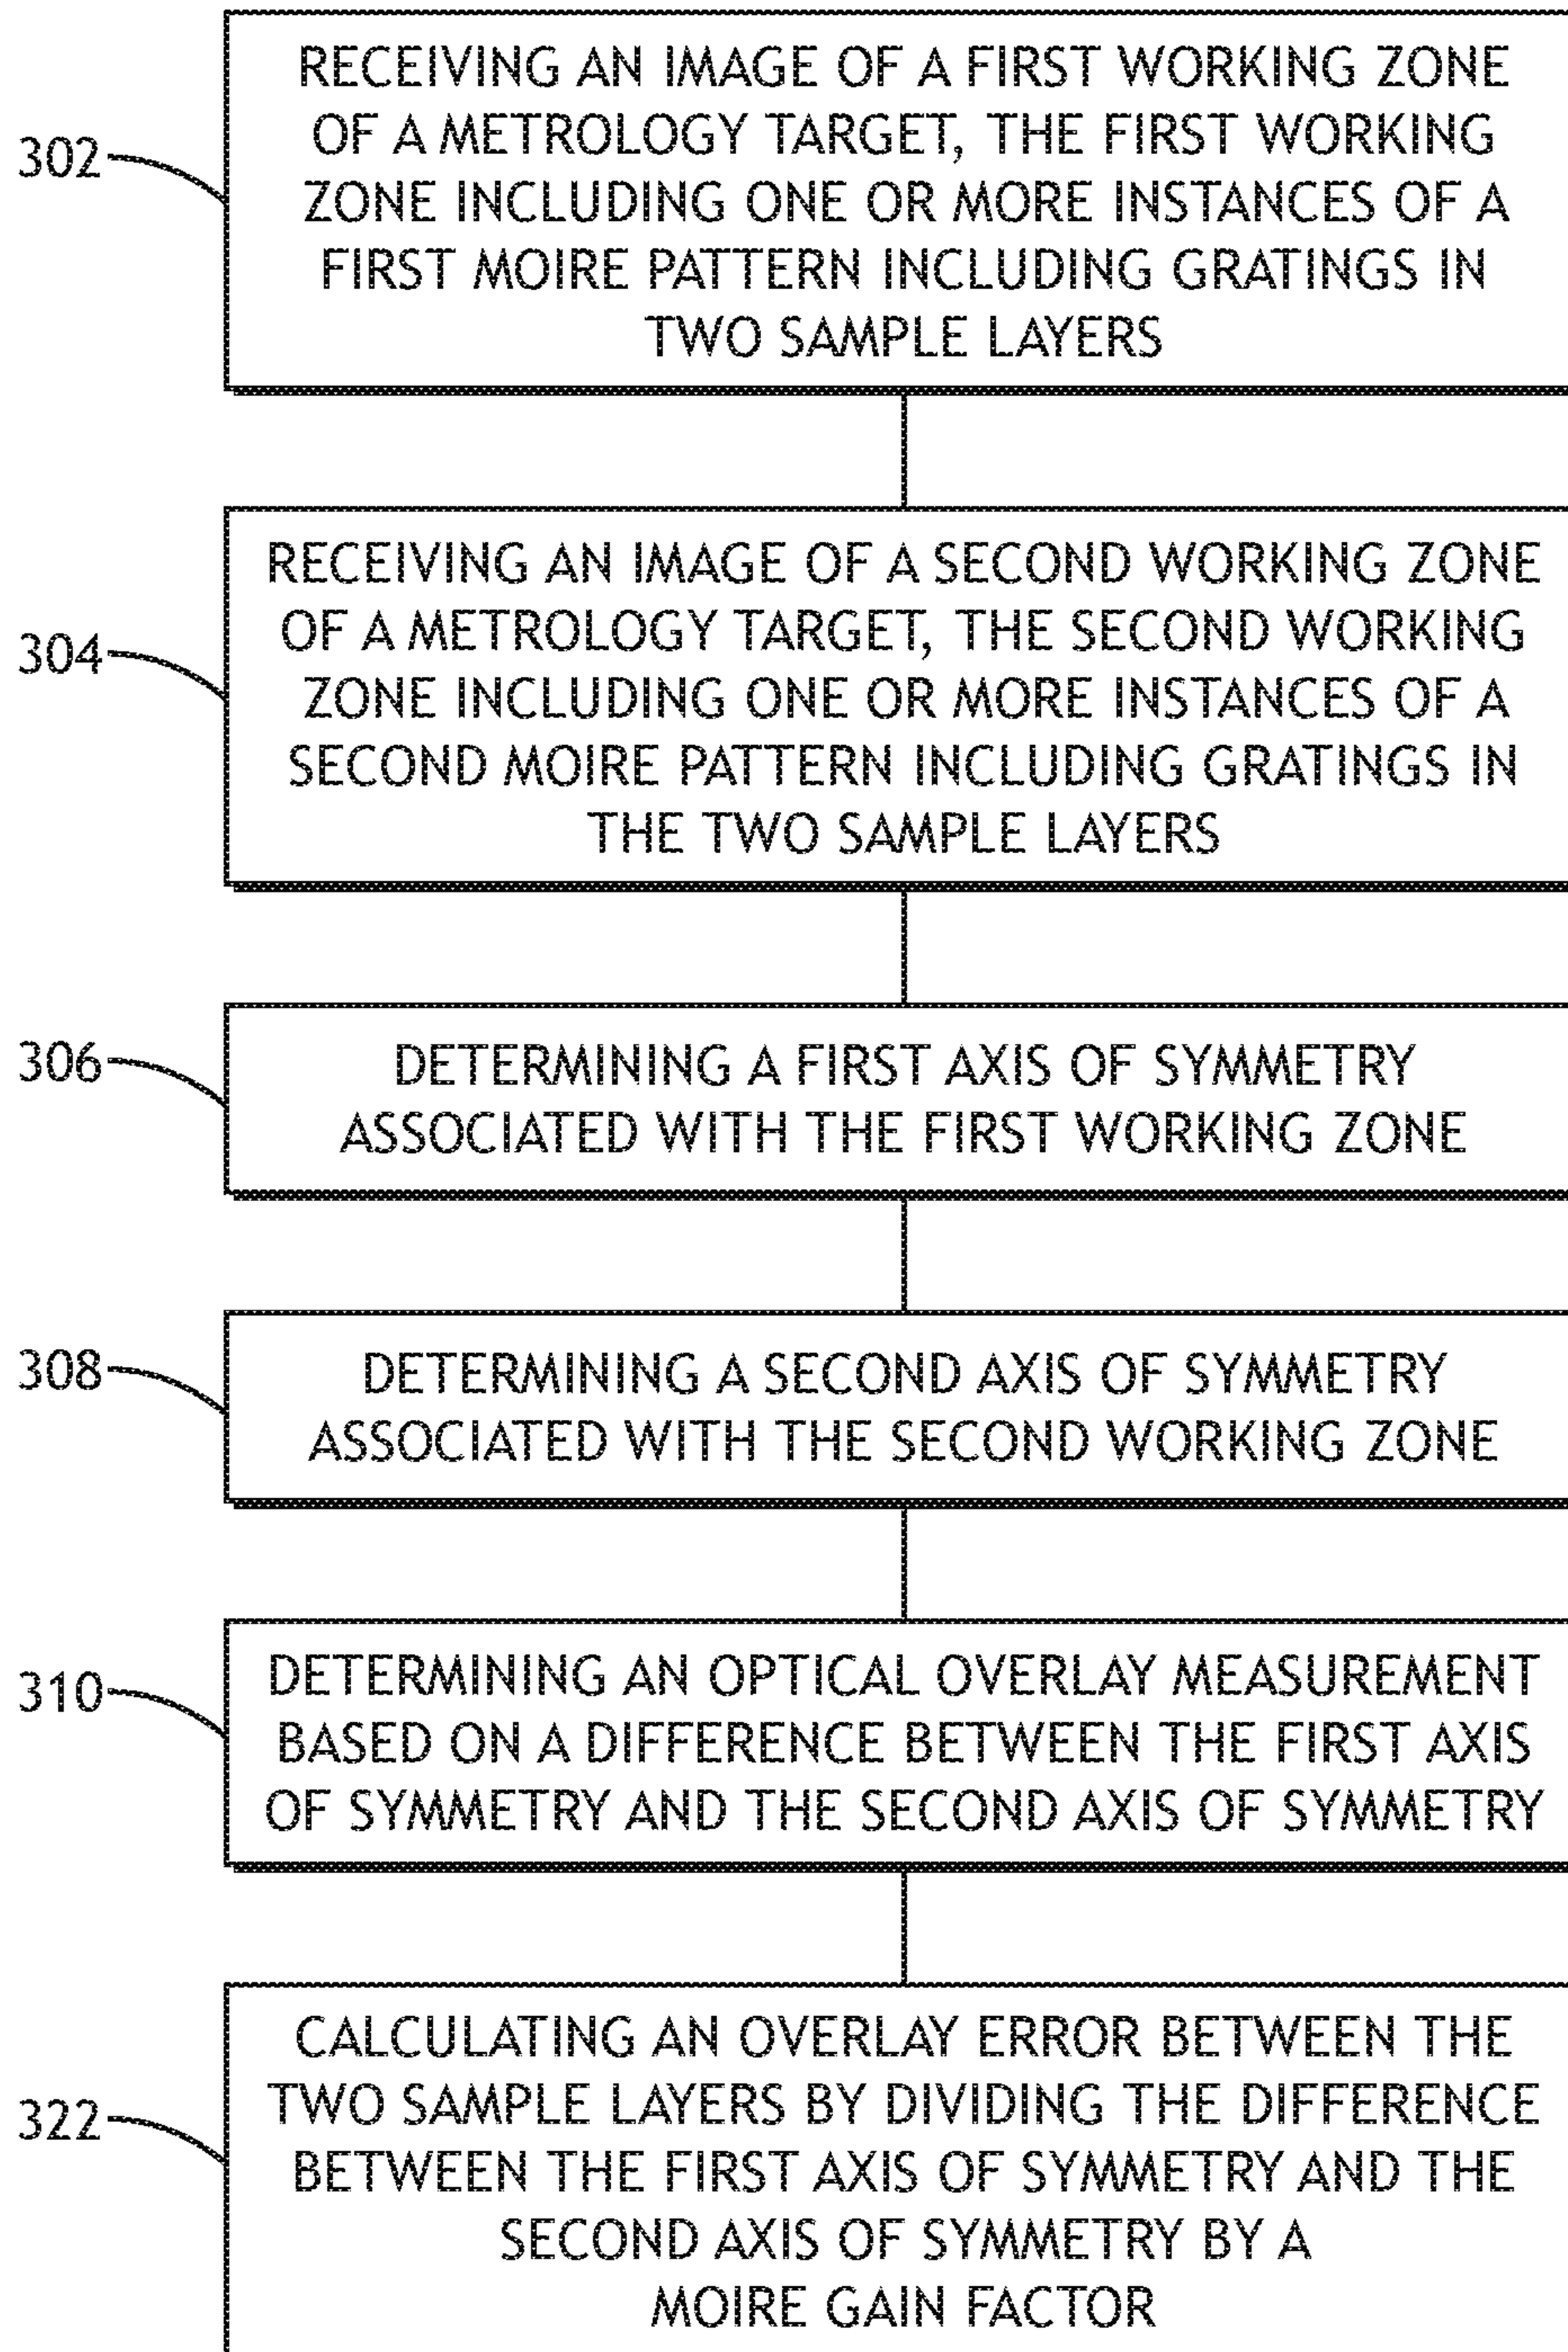 RECEIVING AN IMAGE OF A FIRST WORKING ZONE
OF A METROLOGY TARGET, THE FIRST WORKING
ZONE INCLUDING ONE OR MORE INSTANCES OF A
FIRST MOIRE PATTERN INCLUDING GRATINGS IN
TWO SAMPLE LAYERS
302
RECEIVING AN IMAGE OF A SECOND WORKING ZONE
OF A METROLOGY TARGET, THE SECOND WORKING
ZONE INCLUDING ONE OR MORE INSTANCES OF A
SECOND MOIRE PATTERN INCLUDING GRATINGS IN
THE TWO SAMPLE LAYERS
304
DETERMINING A FIRST AXIS OF SYMMETRY
ASSOCIATED WITH THE FIRST WORKING ZONE
306
DETERMINING A SECOND AXIS OF SYMMETRY
ASSOCIATED WITH THE SECOND WORKING ZONE
308
DETERMINING AN OPTICAL OVERLAY MEASUREMENT
BASED ON A DIFFERENCE BETWEEN THE FIRST AXIS
OF SYMMETRY AND THE SECOND AXIS OF SYMMETRY
310
CALCULATING AN OVERLAY ERROR BETWEEN THE
TWO SAMPLE LAYERS BY DIVIDING THE DIFFERENCE
BETWEEN THE FIRST AXIS OF SYMMETRY AND THE
SECOND AXIS OF SYMMETRY BY A
MOIRE GAIN FACTOR
322